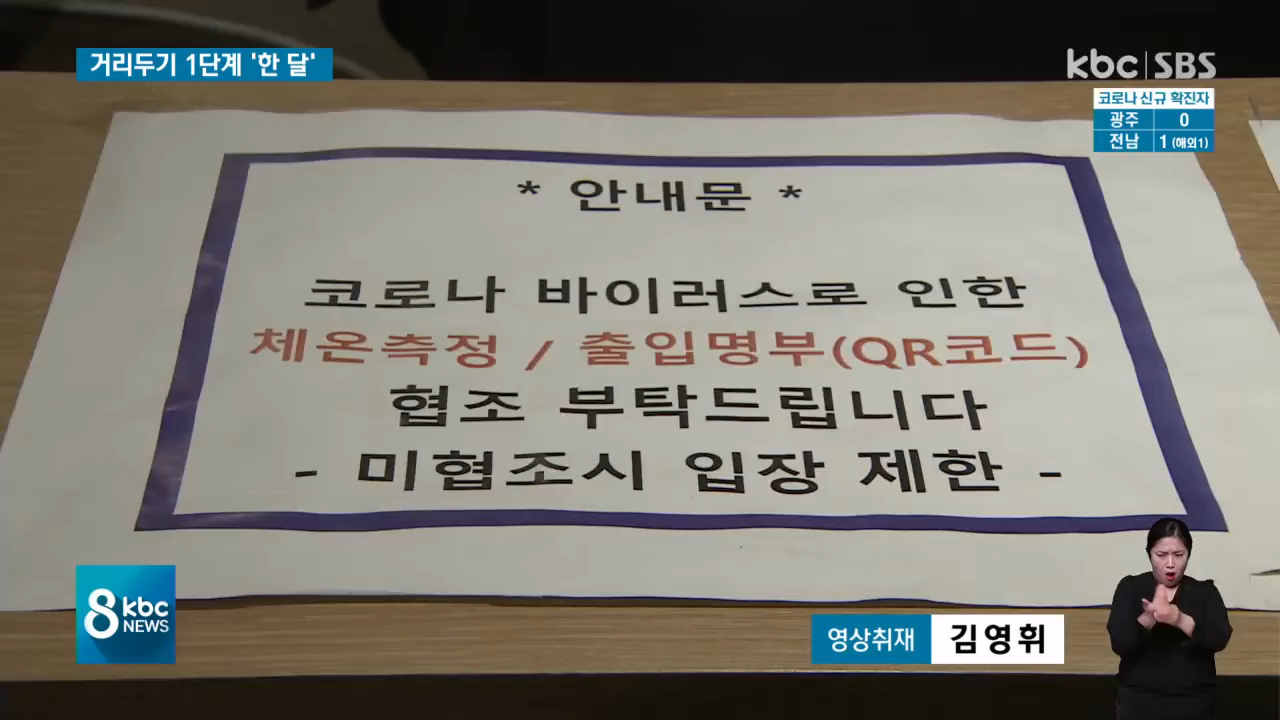 거리두기 1단계 '한 달'
kbc SBS
코로나 신규 확진자
광주 0
전남 1 (해외1)
* 안내문 *
코로나 바이러스로 인한
체온측정 / 출입명부(QR코드)
협조 부탁드립니다
- 미협조시 입장 제한 -
8 kbc NEWS
영상취재 김영휘